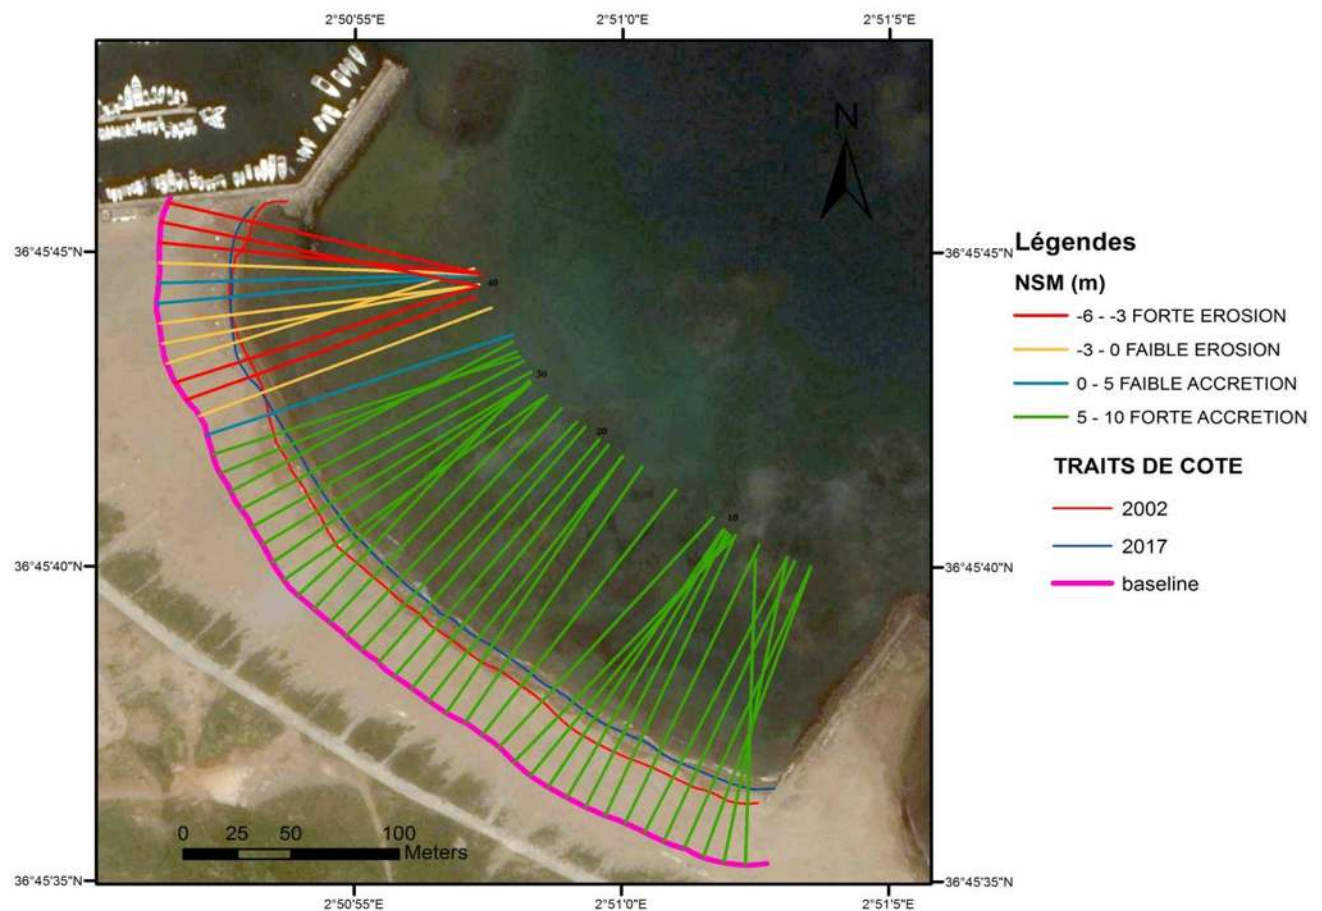 2°50'55"E 2°51'0"E 2°51'5"E
N
36°45'45"N 36°45'45"N
40
30
20
10
36°45'40"N 36°45'40"N
0 25 50 100
Meters
36°45'35"N 36°45'35"N
2°50'55"E 2°51'0"E 2°51'5"E
Légendes
NSM (m)
-6 - -3 FORTE EROSION
-3 - 0 FAIBLE EROSION
0 - 5 FAIBLE ACCRETION
5 - 10 FORTE ACCRETION
TRAITS DE COTE
2002
2017
baseline